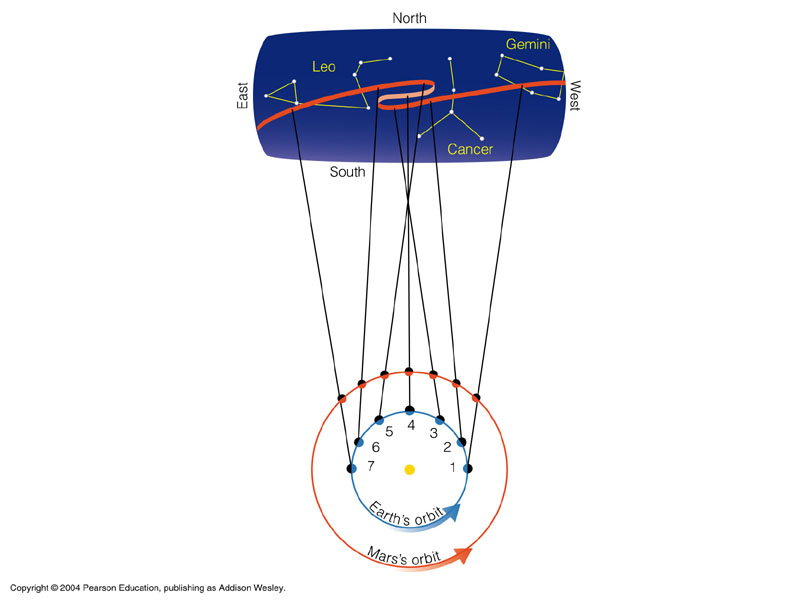 North
Gemini
Leo
East
West
Cancer
South
4
5
3
6
2
7
1
Earth's orbit
Mars's orbit
Copyright © 2004 Pearson Education, publishing as Addison Wesley.